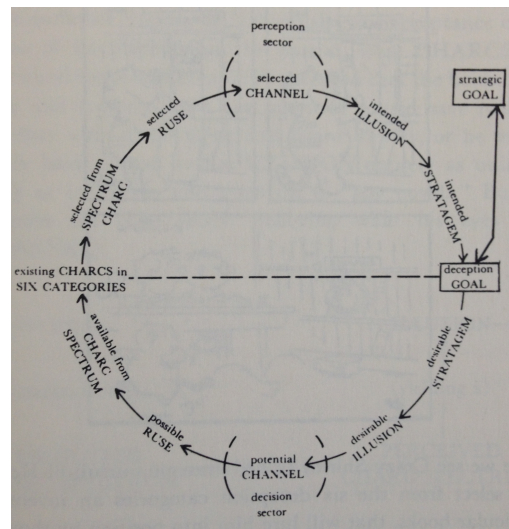 perception
sector
selected
CHANNEL
intended
ILLUSION
intended
STRATAGEM
strategic
GOAL
deception
GOAL
desirable
STRATAGEM
desirable
ILLUSION
potential
CHANNEL
decision
sector
possible
RUSE
available from
CHARC
SPECTRUM
existing CHARCS in
SIX CATEGORIES
selected from
SPECTRUM
CHARC
selected
RUSE